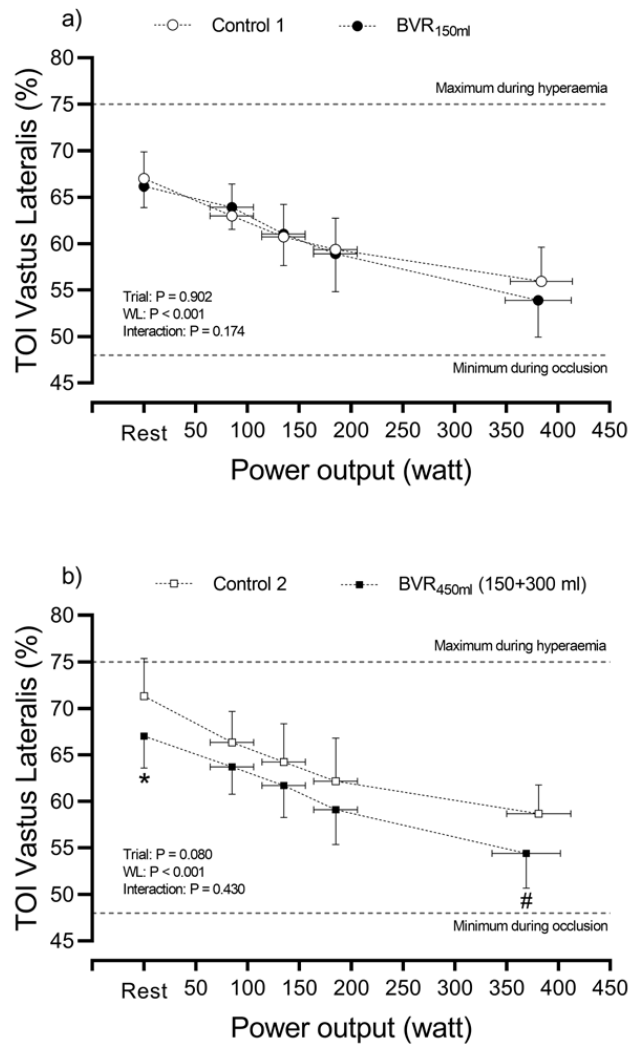 a)
Control 1
BVR150ml
TOI Vastus Lateralis (%)
80
75
70
65
60
55
50
45
Maximum during hyperaemia
Trial: P = 0.902
WL: P < 0.001
Interaction: P = 0.174
Minimum during occlusion
Rest 50 100 150 200 250 300 350 400 450
Power output (watt)
b)
Control 2
BVR450ml (150+300 ml)
TOI Vastus Lateralis (%)
80
75
70
65
60
55
50
45
Maximum during hyperaemia
*
Trial: P = 0.080
WL: P < 0.001
Interaction: P = 0.430
#
Minimum during occlusion
Rest 50 100 150 200 250 300 350 400 450
Power output (watt)